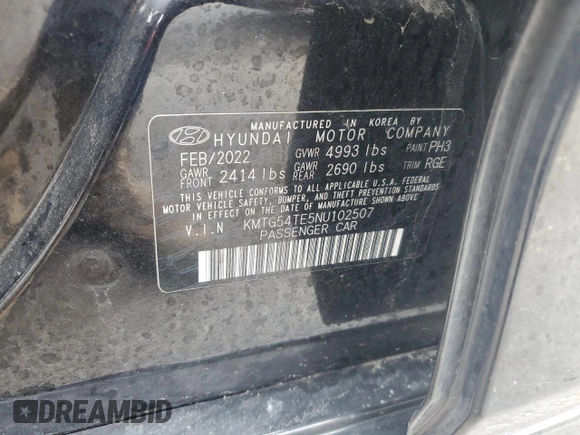 MANUFACTURED IN KOREA BY
HYUNDAI MOTOR COMPANY
FEB/2022 GVWR 4993 lbs PAINT PH3
GAWR FRONT 2414 lbs GAWR REAR 2690 lbs TRIM RGE
THIS VEHICLE CONFORMS TO ALL APPLICABLE U.S.A. FEDERAL
MOTOR VEHICLE SAFETY, BUMPER, AND THEFT PREVENTION STANDARDS
IN EFFECT ON THE DATE OF MANUFACTURE SHOWN ABOVE.
V.I.N KMTG54TE5NU102507
PASSENGER CAR
DREAMBID